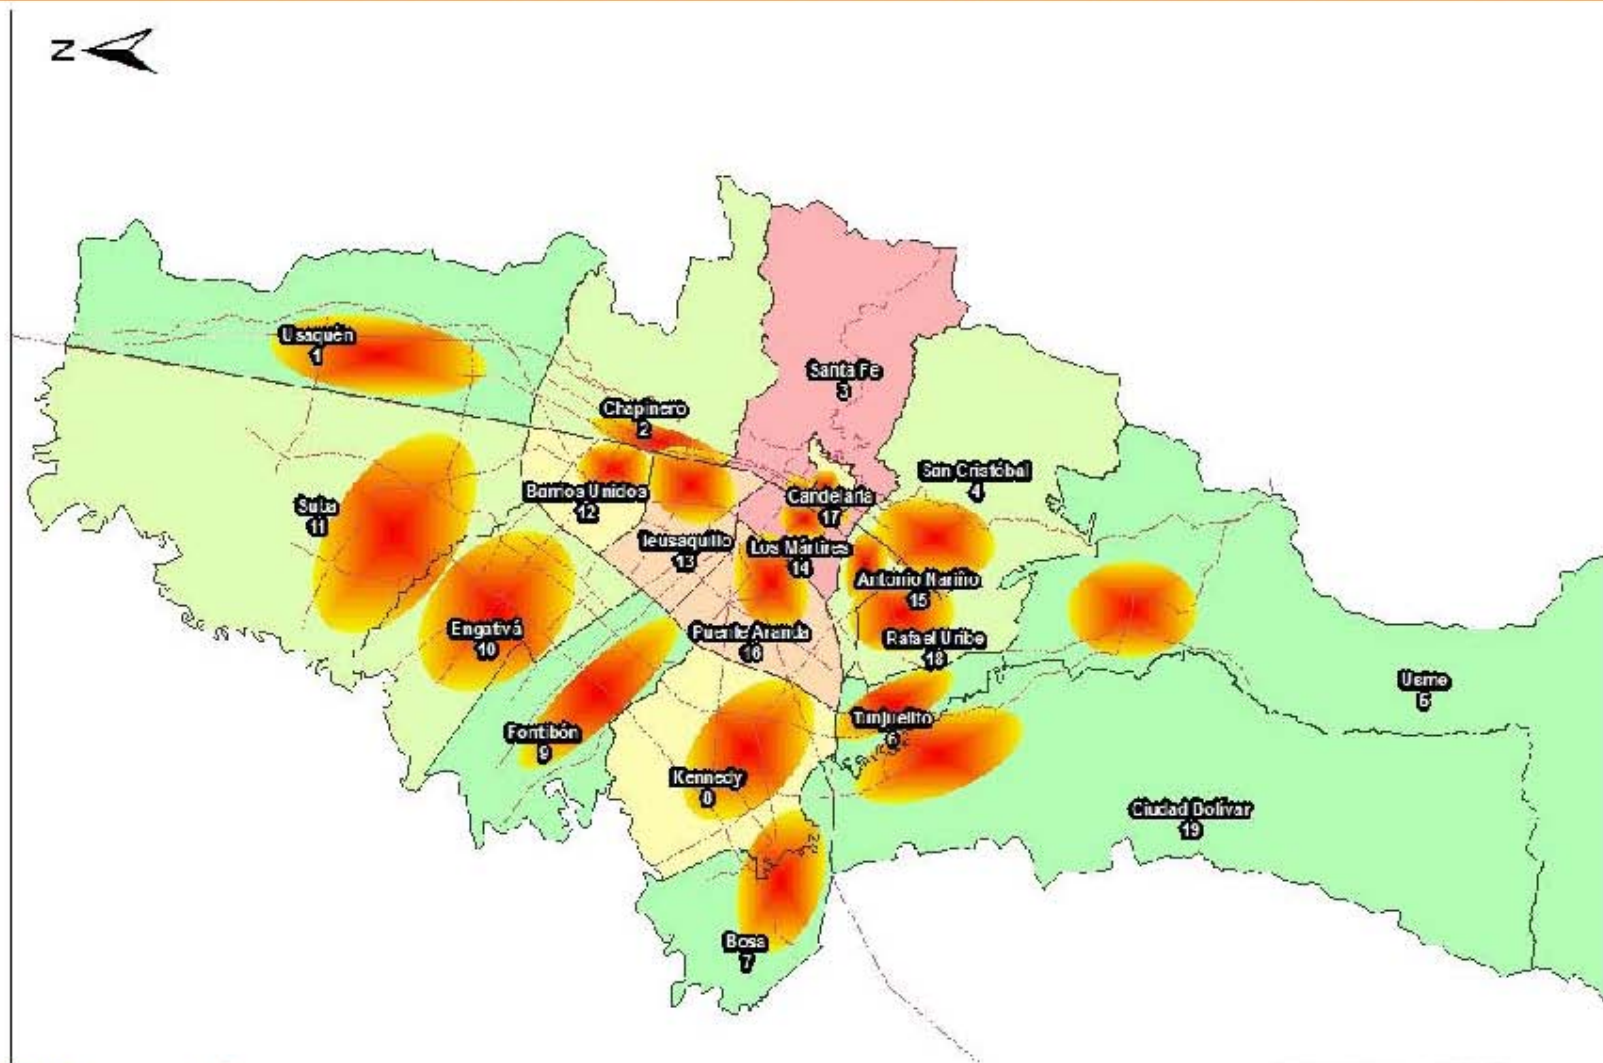 N
Usaquén
1
Santa Fe
3
Chapinero
2
San Cristóbal
4
Barrios Unidos
12
Candelaria
17
Suba
11
Teusaquillo
13
Los Mártires
14
Antonio Nariño
15
Engativá
10
Puente Aranda
16
Rafael Uribe
18
Usme
5
Fontibón
9
Tunjuelito
6
Kennedy
8
Ciudad Bolívar
19
Bosa
7